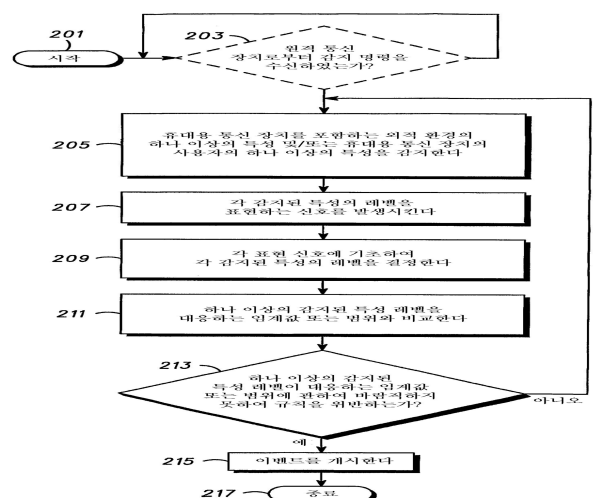 201
시작
203
원격 통신
장치로부터 감지 명령을
수신하였는가?
205
휴대용 통신 장치를 포함하는 외적 환경의
하나 이상의 특성 및/또는 휴대용 통신 장치의
사용자의 하나 이상의 특성을 감지한다
207
각 감지된 특성의 레벨을
표현하는 신호를 발생시킨다
209
각 표현 신호에 기초하여
각 감지된 특성의 레벨을 결정한다
211
하나 이상의 감지된 특성 레벨을
대응하는 임계값 또는 범위와 비교한다
213
하나 이상의 감지된
특성 레벨이 대응하는 임계값
또는 범위에 관하여 바람직하지
못하여 규칙을 위반하는가?
아니오
예
215
이벤트를 개시한다
217
종료